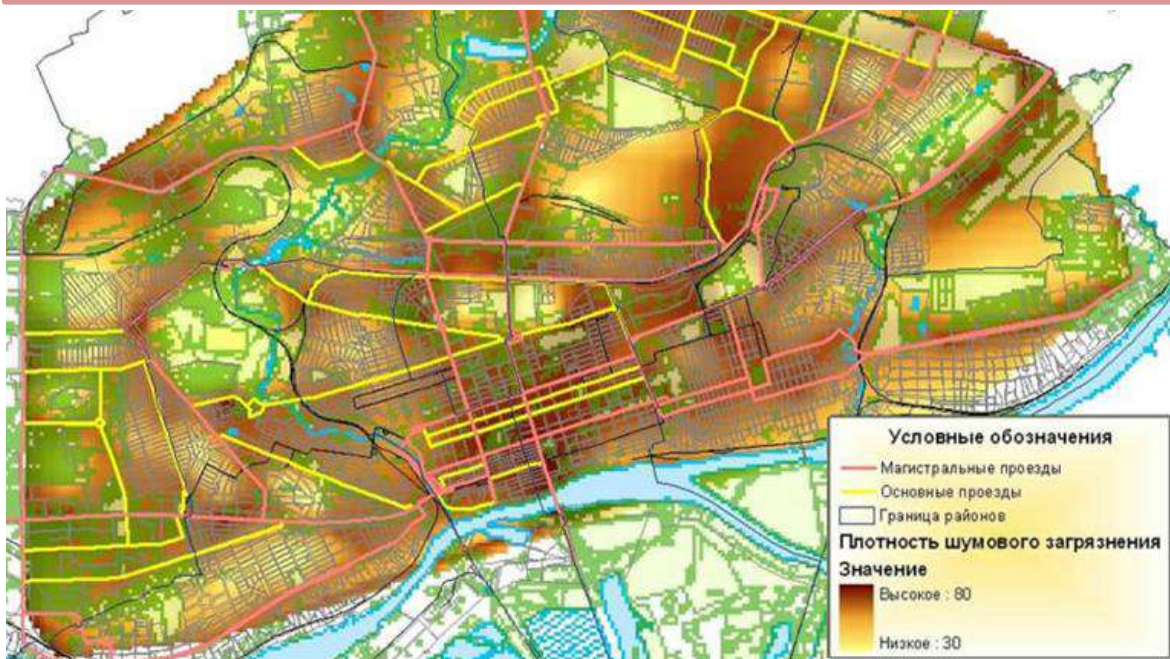 Условные обозначения
Магистральные проезды
Основные проезды
Граница районов
Плотность шумового загрязнения
Значение
Высокое : 80
Низкое : 30